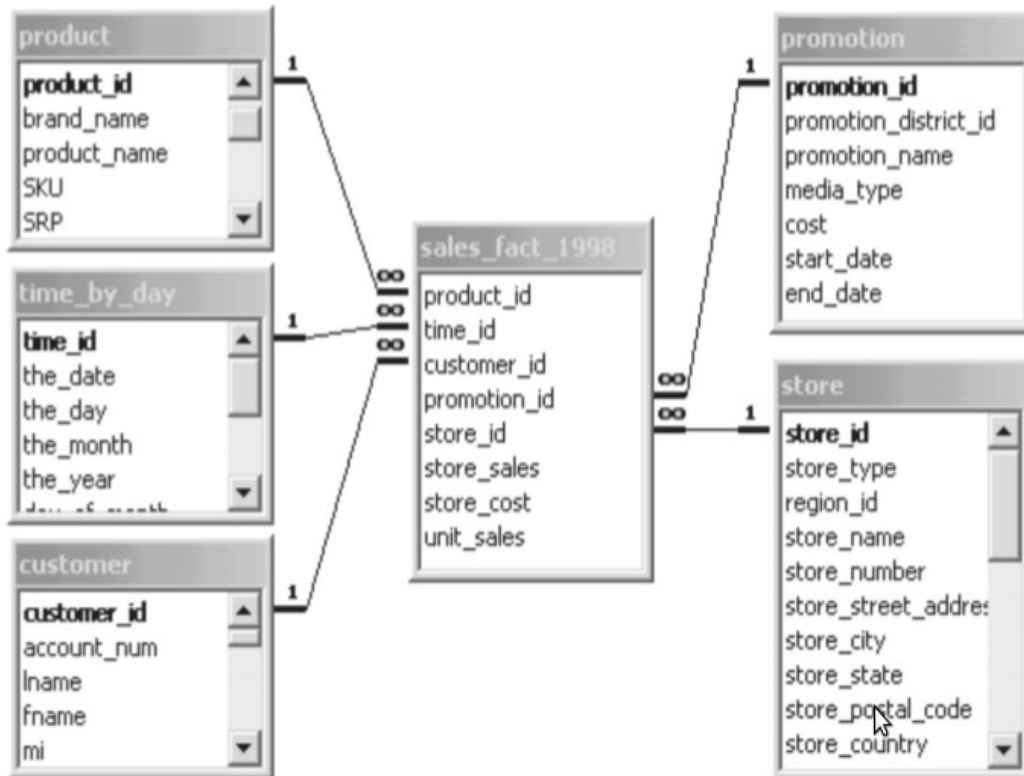 product
product_id
brand_name
product_name
SKU
SRP
time_by_day
time_id
the_date
the_day
the_month
the_year
day_of_month
customer
customer_id
account_num
lname
fname
mi
1
1
1
∞
∞
∞
sales_fact_1998
product_id
time_id
customer_id
promotion_id
store_id
store_sales
store_cost
unit_sales
∞
∞
1
1
promotion
promotion_id
promotion_district_id
promotion_name
media_type
cost
start_date
end_date
store
store_id
store_type
region_id
store_name
store_number
store_street_addres
store_city
store_state
store_postal_code
store_country